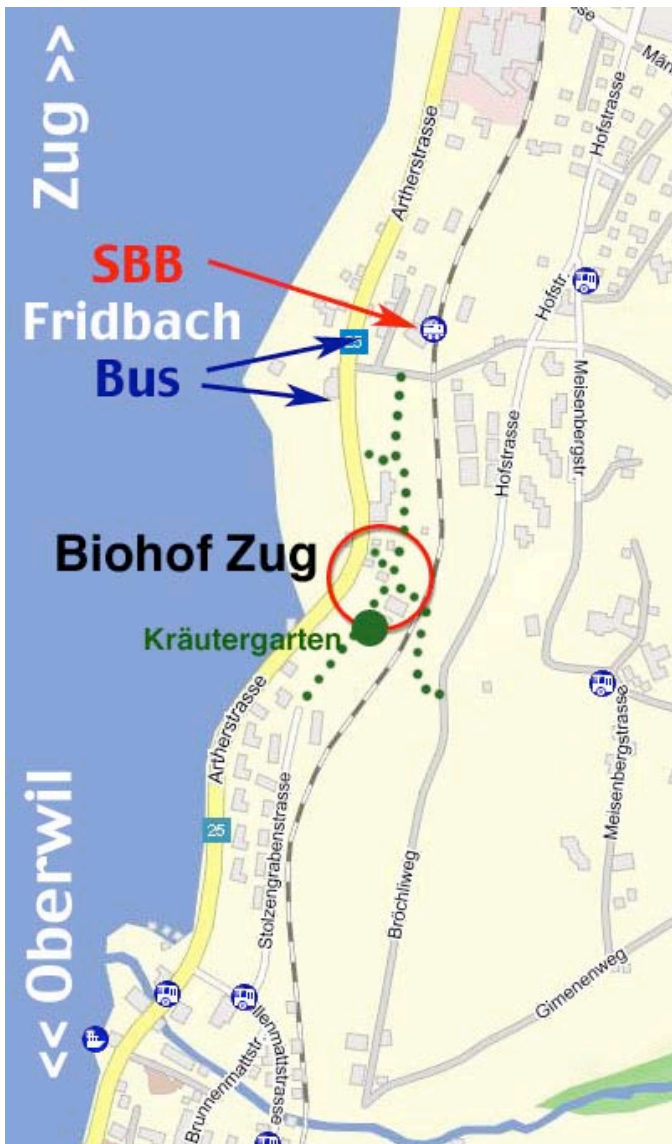 Zug >>
Artherstrasse
Hofstrasse
SBB
Fridbach
Bus
25
Hofstr.
Meisenbergstr.
Hofstrasse
Biohof Zug
Kräutergarten
Artherstrasse
Meisenbergstrasse
<< Oberwil
25
Stolzengrabenstrasse
Bröchliweg
Gimenenweg
Brunnenmattstr.